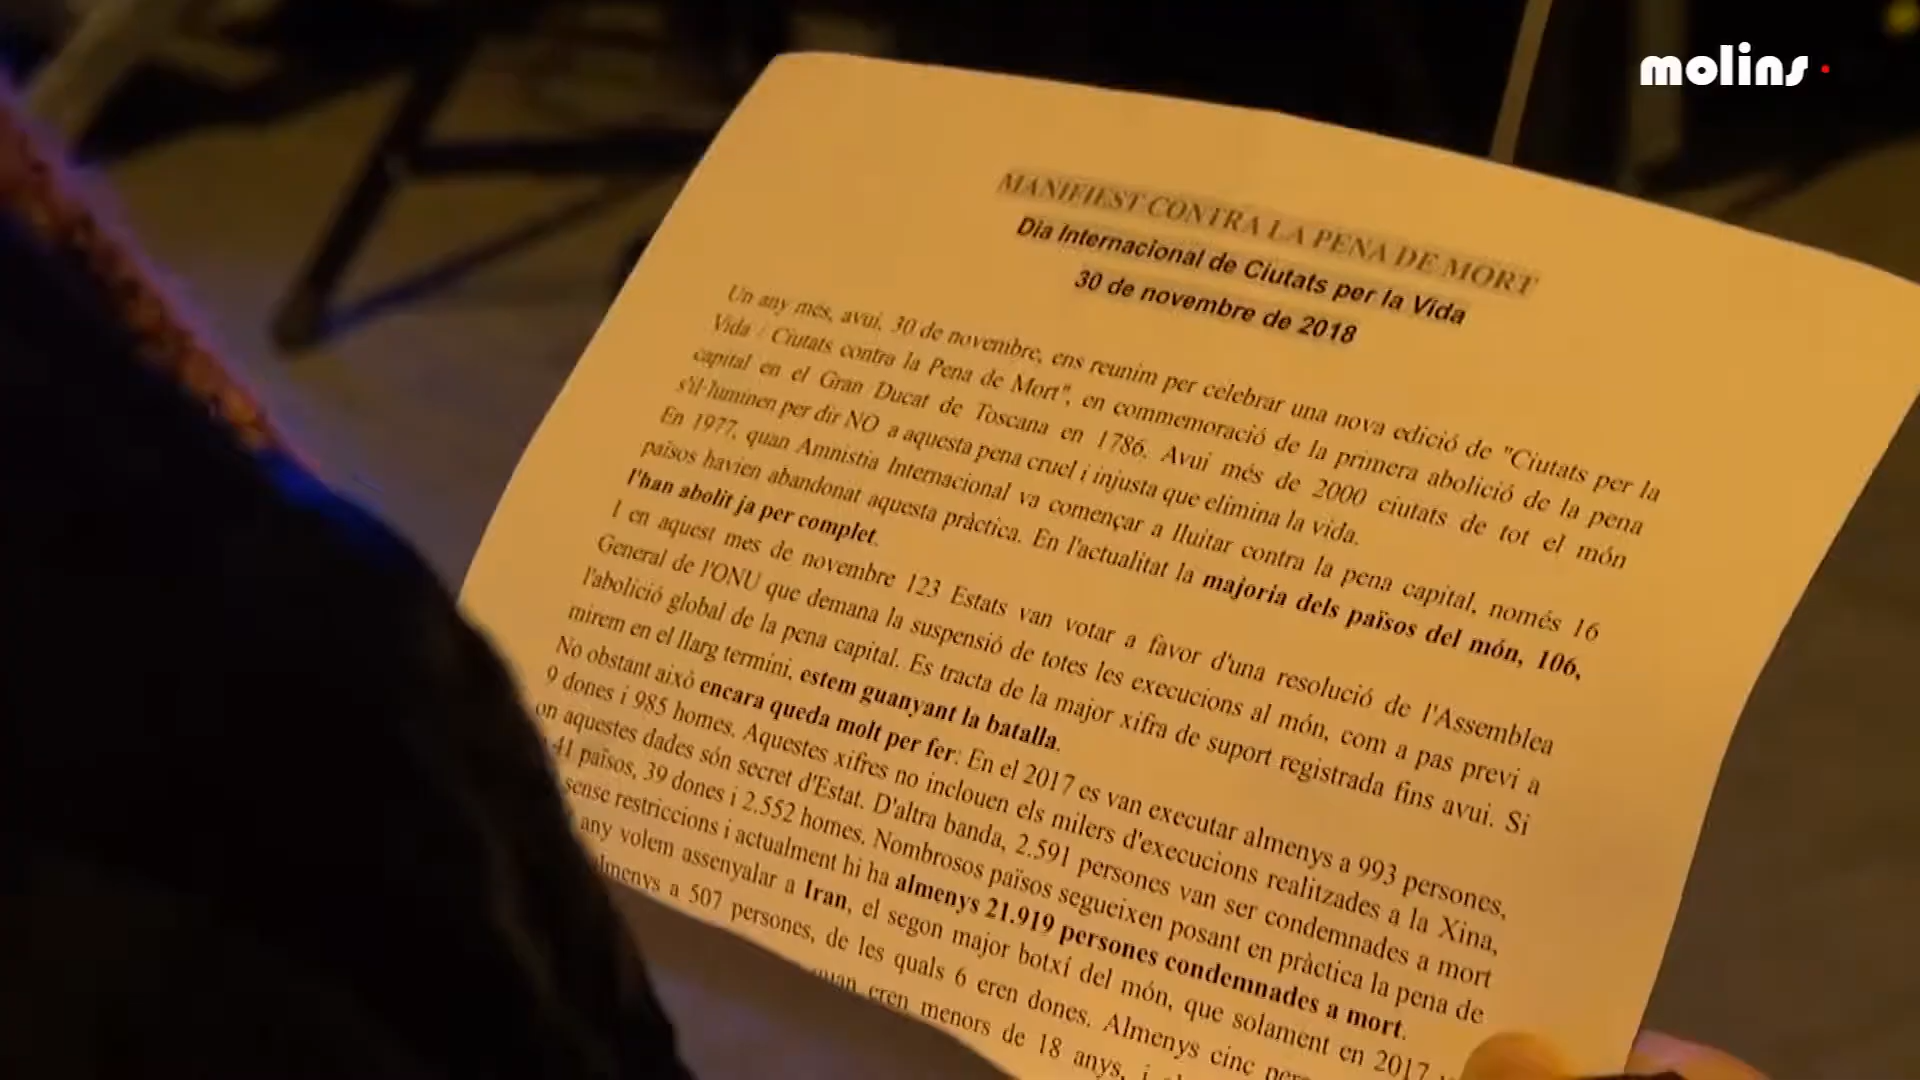 molins
MANIFIEST CONTRA LA PENA DE MORT
Dia Internacional de Ciutats per la Vida
30 de novembre de 2018
Un any més, avui, 30 de novembre, ens reunim per celebrar una nova edició de "Ciutats per la
Vida / Ciutats contra la Pena de Mort", en commemoració de la primera abolició de la pena
capital en el Gran Ducat de Toscana en 1786. Avui més de 2000 ciutats de tot el món
s'il·luminen per dir NO a aquesta pena cruel i injusta que elimina la vida.
En 1977, quan Amnistia Internacional va començar a lluitar contra la pena capital, només 16
països havien abandonat aquesta pràctica. En l'actualitat la majoria dels països del món, 106,
l'han abolit ja per complet.
I en aquest mes de novembre 123 Estats van votar a favor d'una resolució de l'Assemblea
General de l'ONU que demana la suspensió de totes les execucions al món, com a pas previ a
l'abolició global de la pena capital. Es tracta de la major xifra de suport registrada fins avui. Si
mirem en el llarg termini, estem guanyant la batalla.
No obstant això encara queda molt per fer: En el 2017 es van executar almenys a 993 persones,
9 dones i 985 homes. Aquestes xifres no inclouen els milers d'execucions realitzades a la Xina,
on aquestes dades són secret d'Estat. D'altra banda, 2.591 persones van ser condemnades a mort
41 països, 39 dones i 2.552 homes. Nombrosos països segueixen posant en pràctica la pena de
sense restriccions i actualment hi ha almenys 21.919 persones condemnades a mort.
any volem assenyalar a Iran, el segon major botxí del món, que solament en 2017
almenys a 507 persones, de les quals 6 eren dones. Almenys cinc
quan eren menors de 18 anys, i